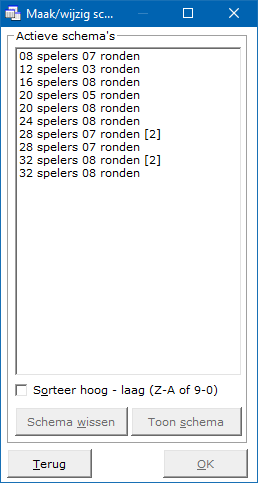 Maak/wijzig sc...
Actieve schema's
08 spelers 07 ronden
12 spelers 03 ronden
16 spelers 08 ronden
20 spelers 05 ronden
20 spelers 08 ronden
24 spelers 08 ronden
28 spelers 07 ronden [2]
28 spelers 07 ronden
32 spelers 08 ronden [2]
32 spelers 08 ronden
Sorteer hoog - laag (Z-A of 9-0)
Schema wissen
Toon schema
Terug
OK